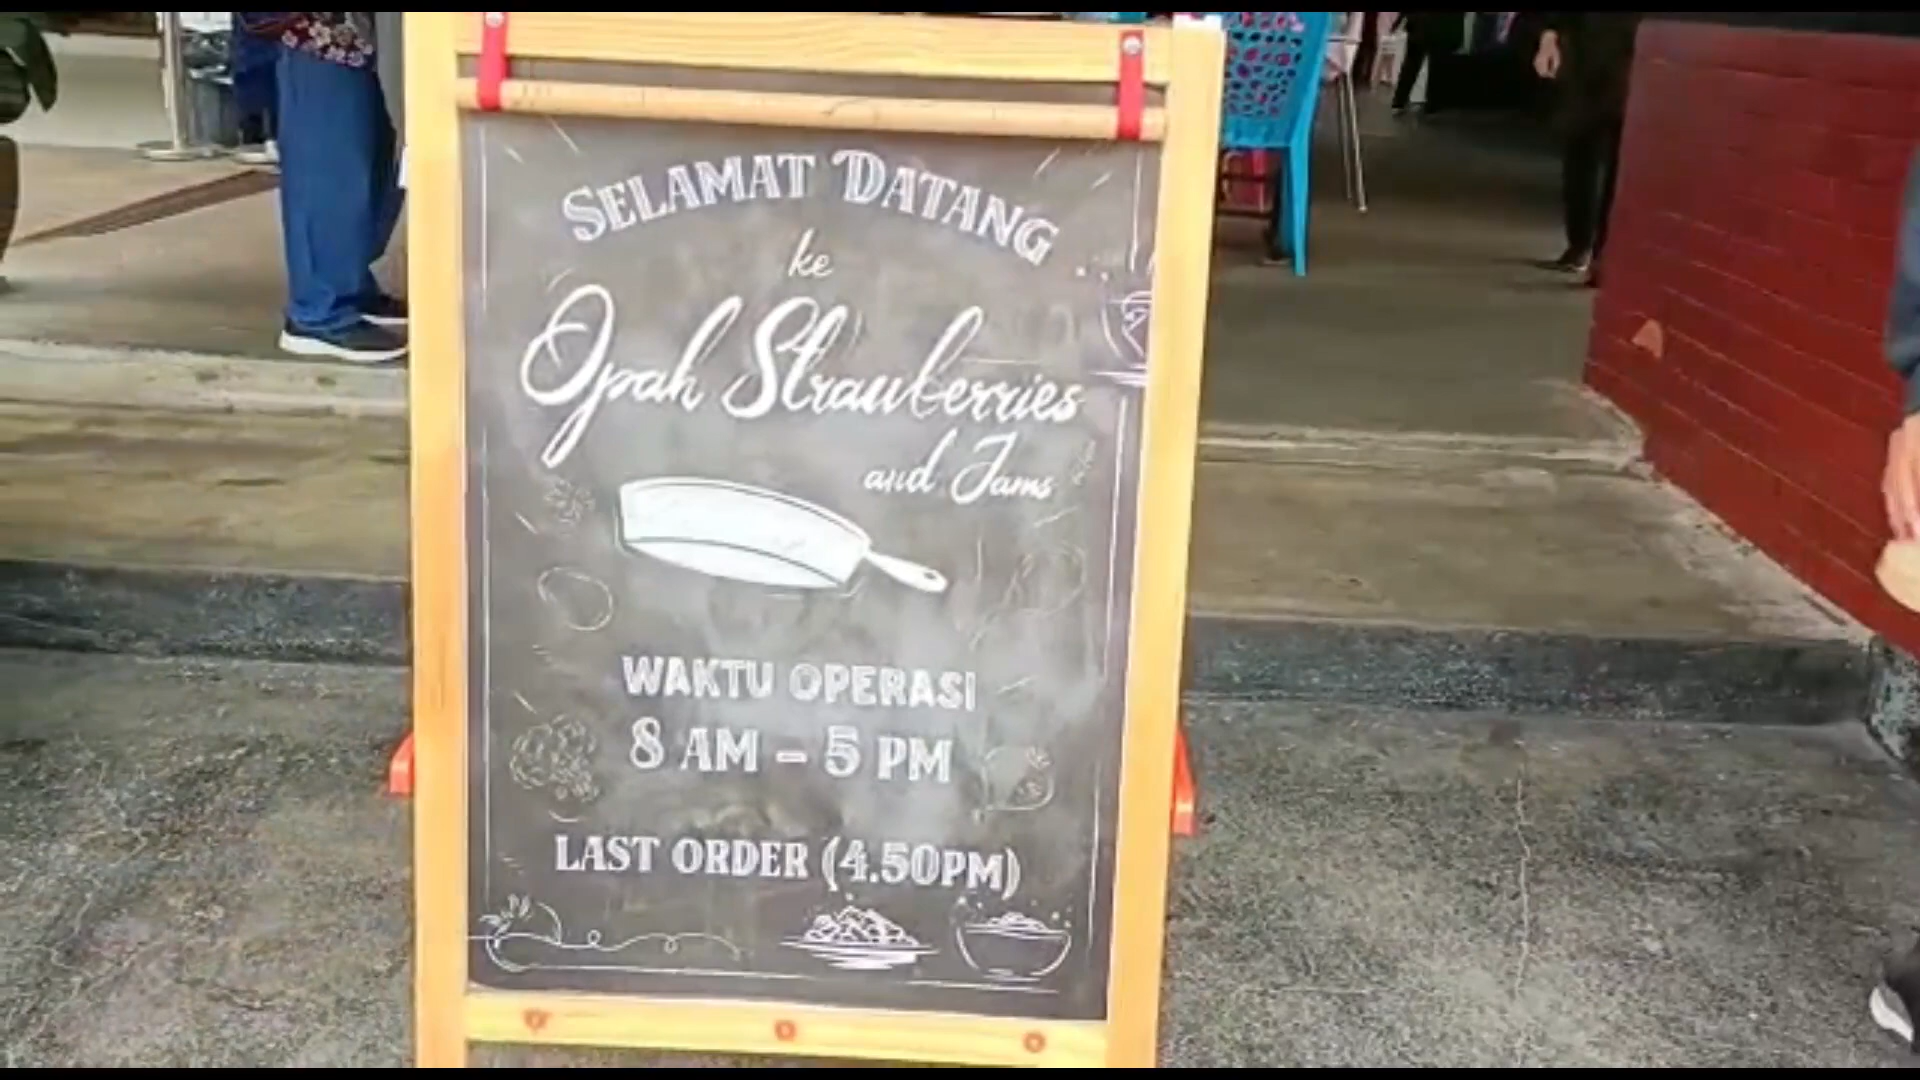 SELAMAT DATANG
ke
Opah Strawberries
and Jams
WAKTU OPERASI
8 AM – 5 PM
LAST ORDER (4.50PM)